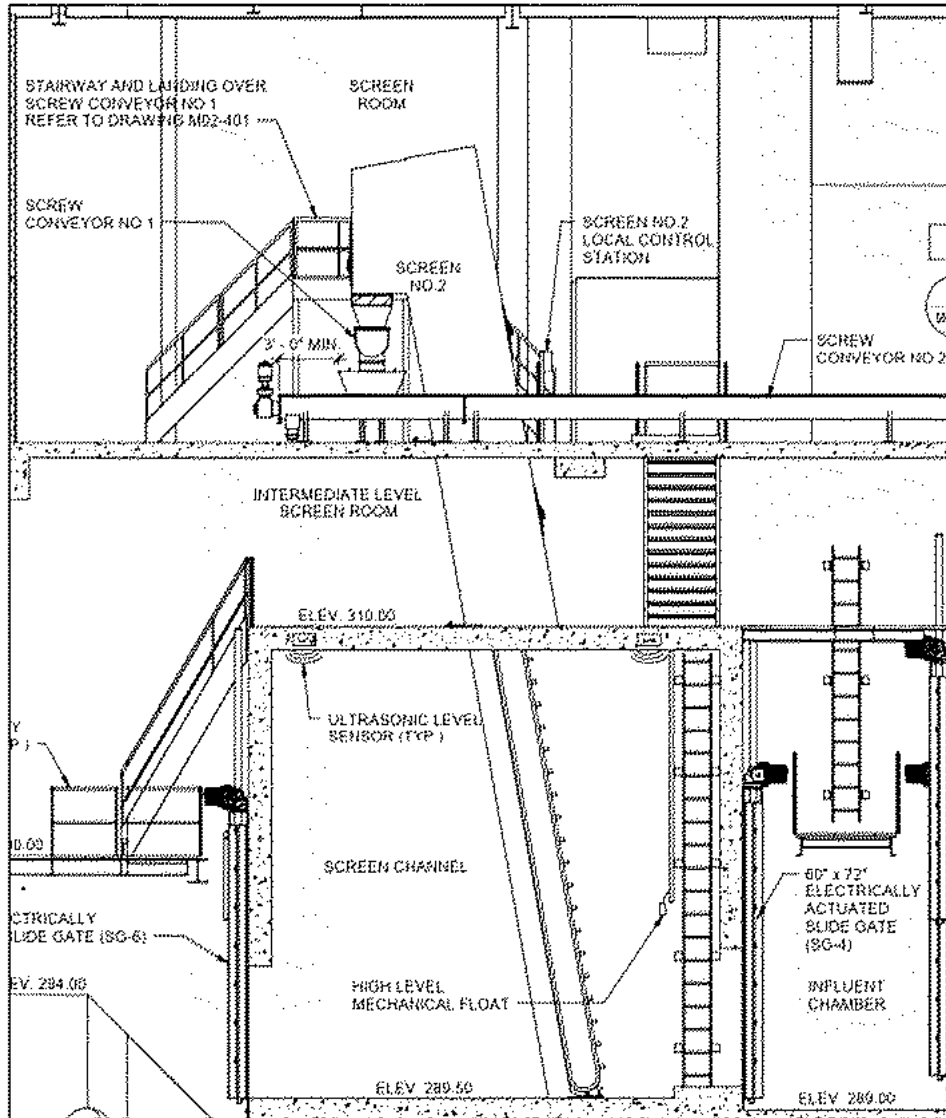 STAIRWAY AND LANDING OVER
SCREW CONVEYOR NO 1
REFER TO DRAWING M02-401
SCREEN
ROOM
SCREW
CONVEYOR NO 1
SCREEN NO.2
LOCAL CONTROL
STATION
SCREEN
NO.2
3' - 0" MIN.
SCREW
CONVEYOR NO 2
INTERMEDIATE LEVEL
SCREEN ROOM
ELEV. 310.00
ULTRASONIC LEVEL
SENSOR (TYP.)
SCREEN CHANNEL
60" x 72"
ELECTRICALLY
ACTUATED
SLIDE GATE
(SG-4)
CTRICALLY
LIDE GATE (SG-6)
EV. 294.00
HIGH LEVEL
MECHANICAL FLOAT
INFLUENT
CHAMBER
ELEV. 289.50
ELEV. 289.00